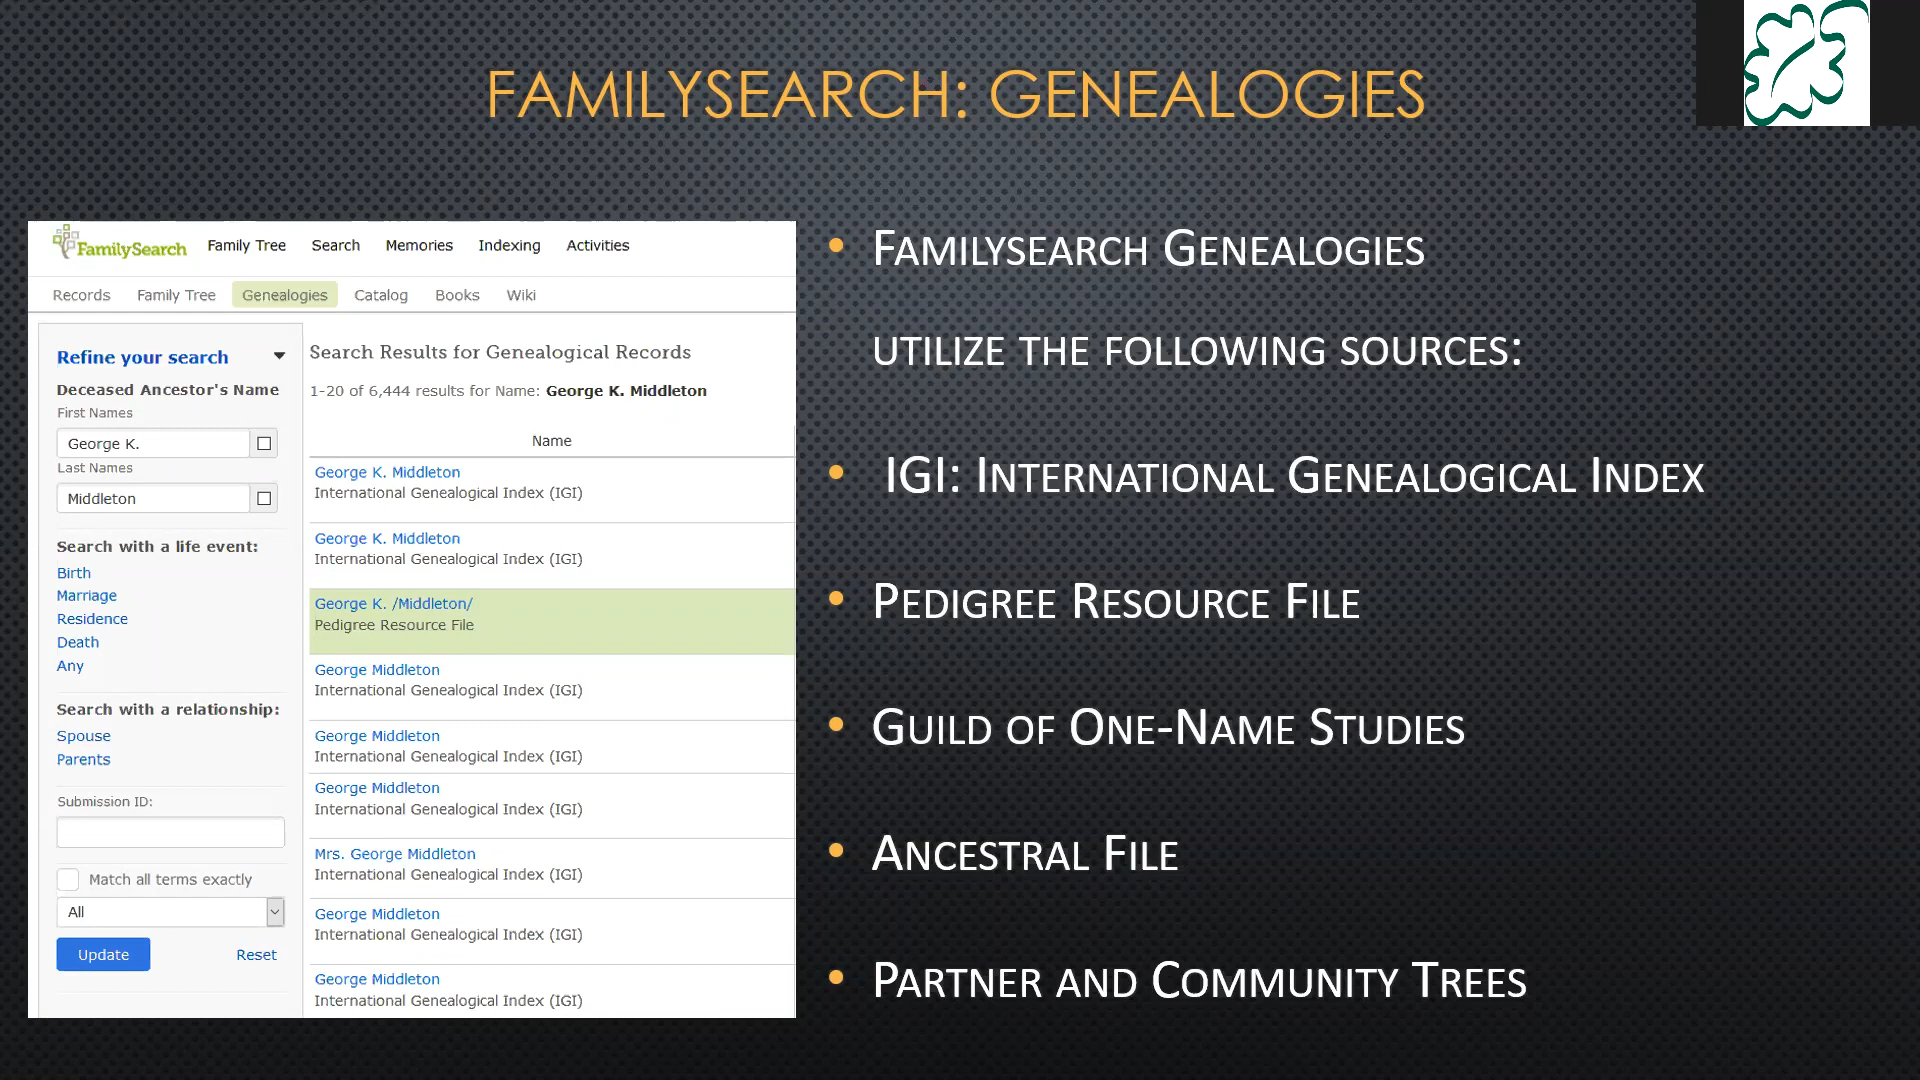 FAMILYSEARCH: GENEALOGIES
FamilySearch
Family Tree Search Memories Indexing Activities
Records Family Tree Genealogies Catalog Books Wiki
Refine your search
Deceased Ancestor's Name
First Names
George K.
Last Names
Middleton
Search with a life event:
Birth
Marriage
Residence
Death
Any
Search with a relationship:
Spouse
Parents
Submission ID:
Match all terms exactly
All
Update Reset
Search Results for Genealogical Records
1-20 of 6,444 results for Name: George K. Middleton
Name
George K. Middleton
International Genealogical Index (IGI)
George K. Middleton
International Genealogical Index (IGI)
George K. /Middleton/
Pedigree Resource File
George Middleton
International Genealogical Index (IGI)
George Middleton
International Genealogical Index (IGI)
George Middleton
International Genealogical Index (IGI)
Mrs. George Middleton
International Genealogical Index (IGI)
George Middleton
International Genealogical Index (IGI)
George Middleton
International Genealogical Index (IGI)
• Familysearch Genealogies
utilize the following sources:
• IGI: International Genealogical Index
• Pedigree Resource File
• Guild of One-Name Studies
• Ancestral File
• Partner and Community Trees